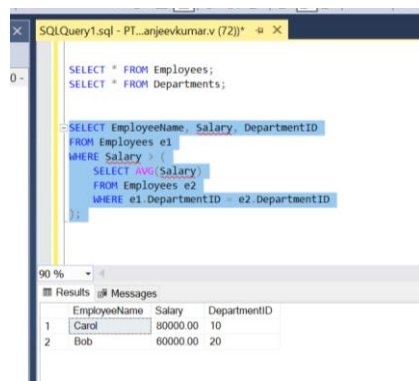 SQLQuery1.sql - PT...anjeevkumar.v (72))*
0 -
SELECT * FROM Employees;
SELECT * FROM Departments;
SELECT EmployeeName, Salary, DepartmentID
FROM Employees e1
WHERE Salary > (
SELECT AVG(Salary)
FROM Employees e2
WHERE e1.DepartmentID = e2.DepartmentID
);
90 %
Results Messages
EmployeeName Salary DepartmentID
1 Carol 80000.00 10
2 Bob 60000.00 20